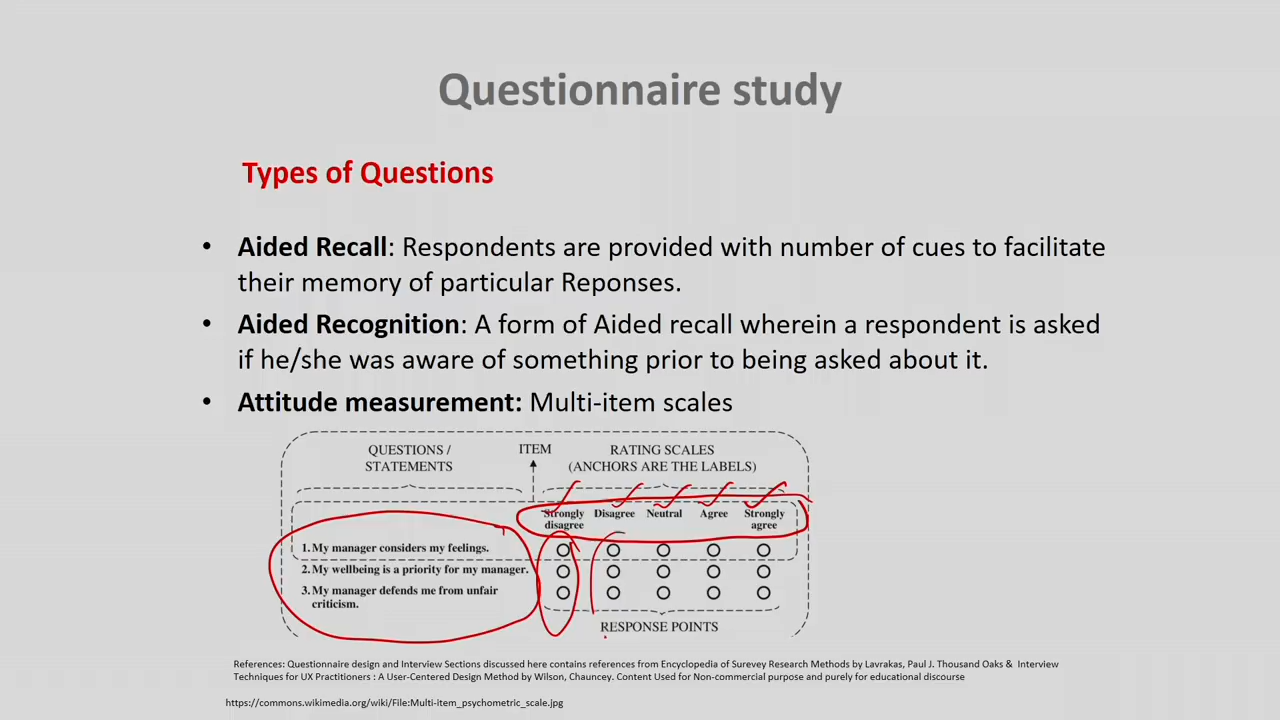 Questionnaire study
Types of Questions
• Aided Recall: Respondents are provided with number of cues to facilitate
their memory of particular Reponses.
• Aided Recognition: A form of Aided recall wherein a respondent is asked
if he/she was aware of something prior to being asked about it.
• Attitude measurement: Multi-item scales
QUESTIONS / STATEMENTS
ITEM
RATING SCALES
(ANCHORS ARE THE LABELS)
Strongly disagree
Disagree
Neutral
Agree
Strongly agree
1. My manager considers my feelings.
2. My wellbeing is a priority for my manager.
3. My manager defends me from unfair
criticism.
RESPONSE POINTS
References: Questionnaire design and Interview Sections discussed here contains references from Encyclopedia of Surevey Research Methods by Lavrakas, Paul J. Thousand Oaks & Interview
Techniques for UX Practitioners : A User-Centered Design Method by Wilson, Chauncey. Content Used for Non-commercial purpose and purely for educational discourse
https://commons.wikimedia.org/wiki/File:Multi-item_psychometric_scale.jpg